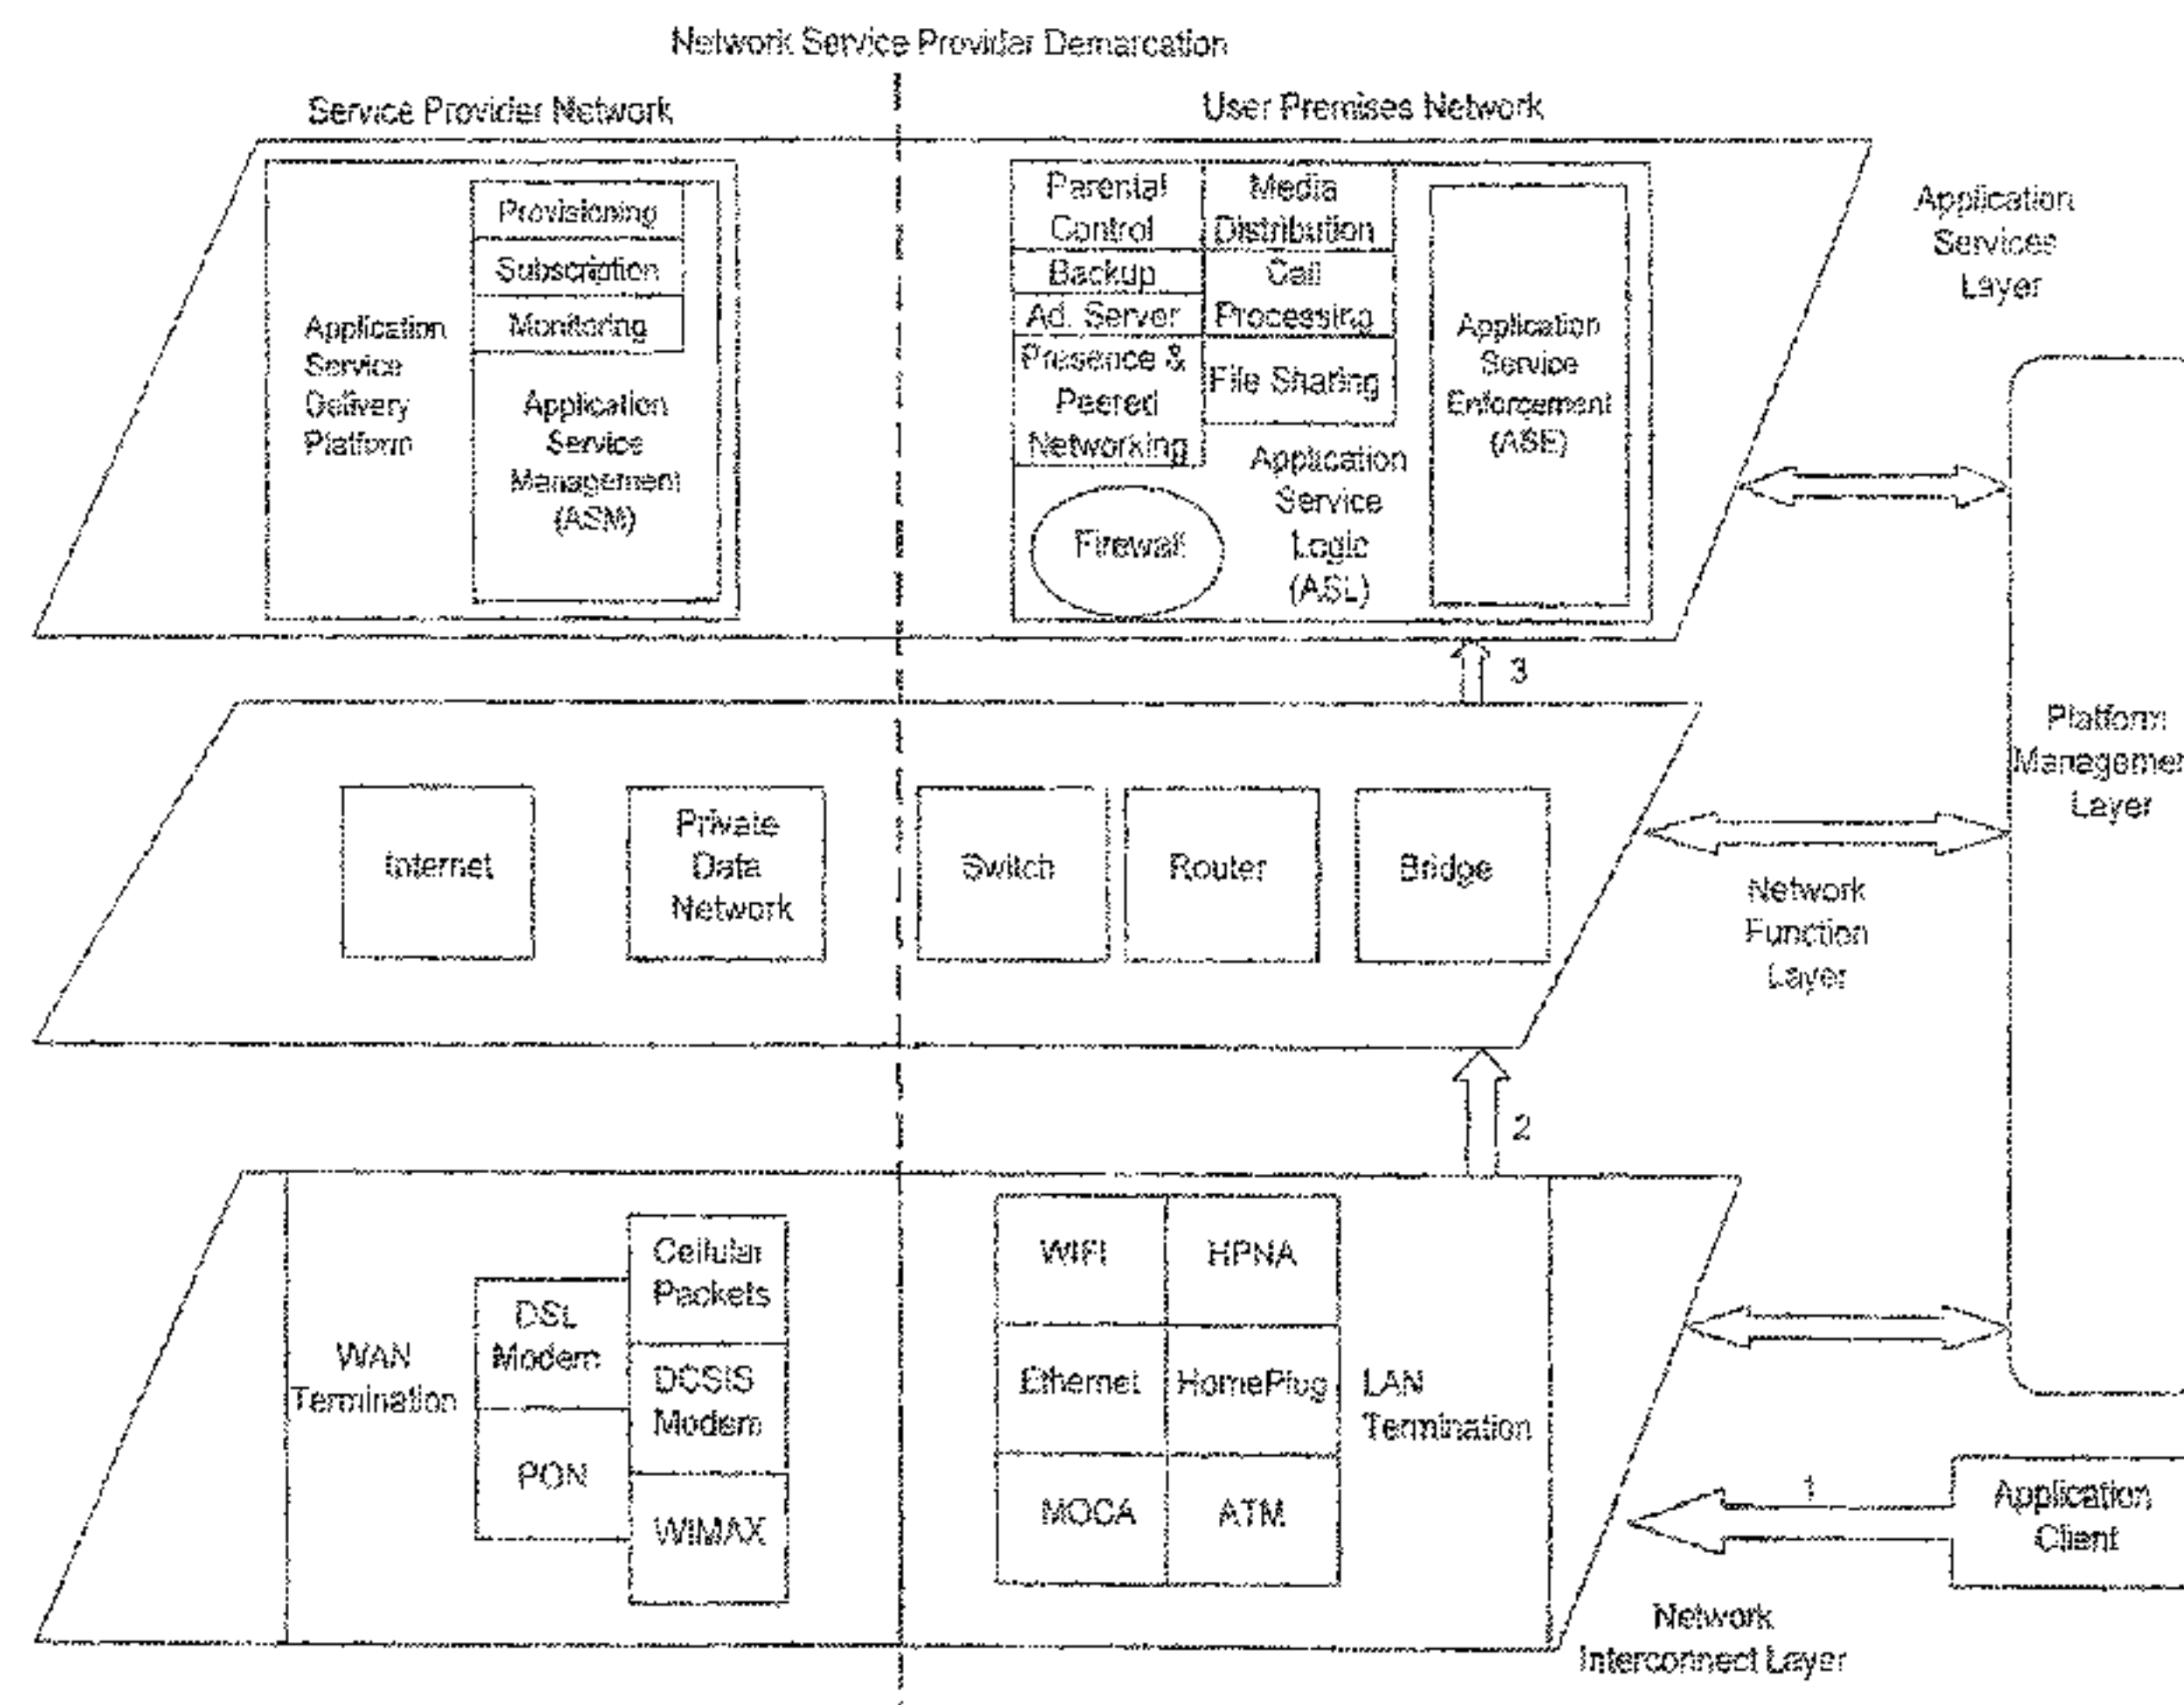 Network Service Provider Demarcation
Service Provider Network
User Premises Network
Provisioning
Subscription
Monitoring
Application
Service
Delivery
Platform
Application
Service
Management
(ASM)
Parental
Control
Media
Distribution
Backup
Call
Processing
Ad. Server
Presence &
Peered
Networking
File Sharing
Application
Service
Logic
(ASL)
Firewall
Application
Service
Enforcement
(ASE)
Application
Services
Layer
3
Internet
Private
Data
Network
Switch
Router
Bridge
Network
Function
Layer
Platform
Managemen
Layer
2
WAN
Termination
DSL
Modem
PON
Cellular
Packets
DCSIS
Modem
WIMAX
WIFI
HPNA
Ethernet
HomePlug
MOCA
ATM
LAN
Termination
1
Application
Client
Network
Interconnect Layer